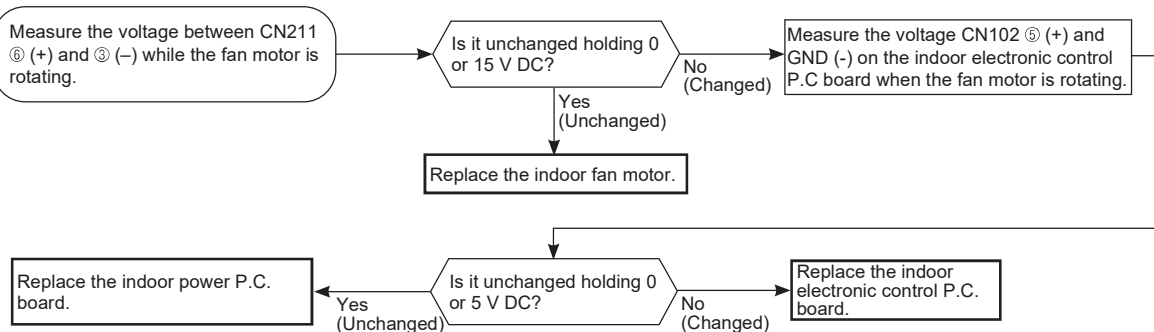 Measure the voltage between CN211
⑥ (+) and ③ (–) while the fan motor is
rotating.
Is it unchanged holding 0
or 15 V DC?
No
(Changed)
Measure the voltage CN102 ⑤ (+) and
GND (-) on the indoor electronic control
P.C board when the fan motor is rotating.
Yes
(Unchanged)
Replace the indoor fan motor.
Replace the indoor power P.C.
board.
Yes
(Unchanged)
Is it unchanged holding 0
or 5 V DC?
No
(Changed)
Replace the indoor
electronic control P.C.
board.